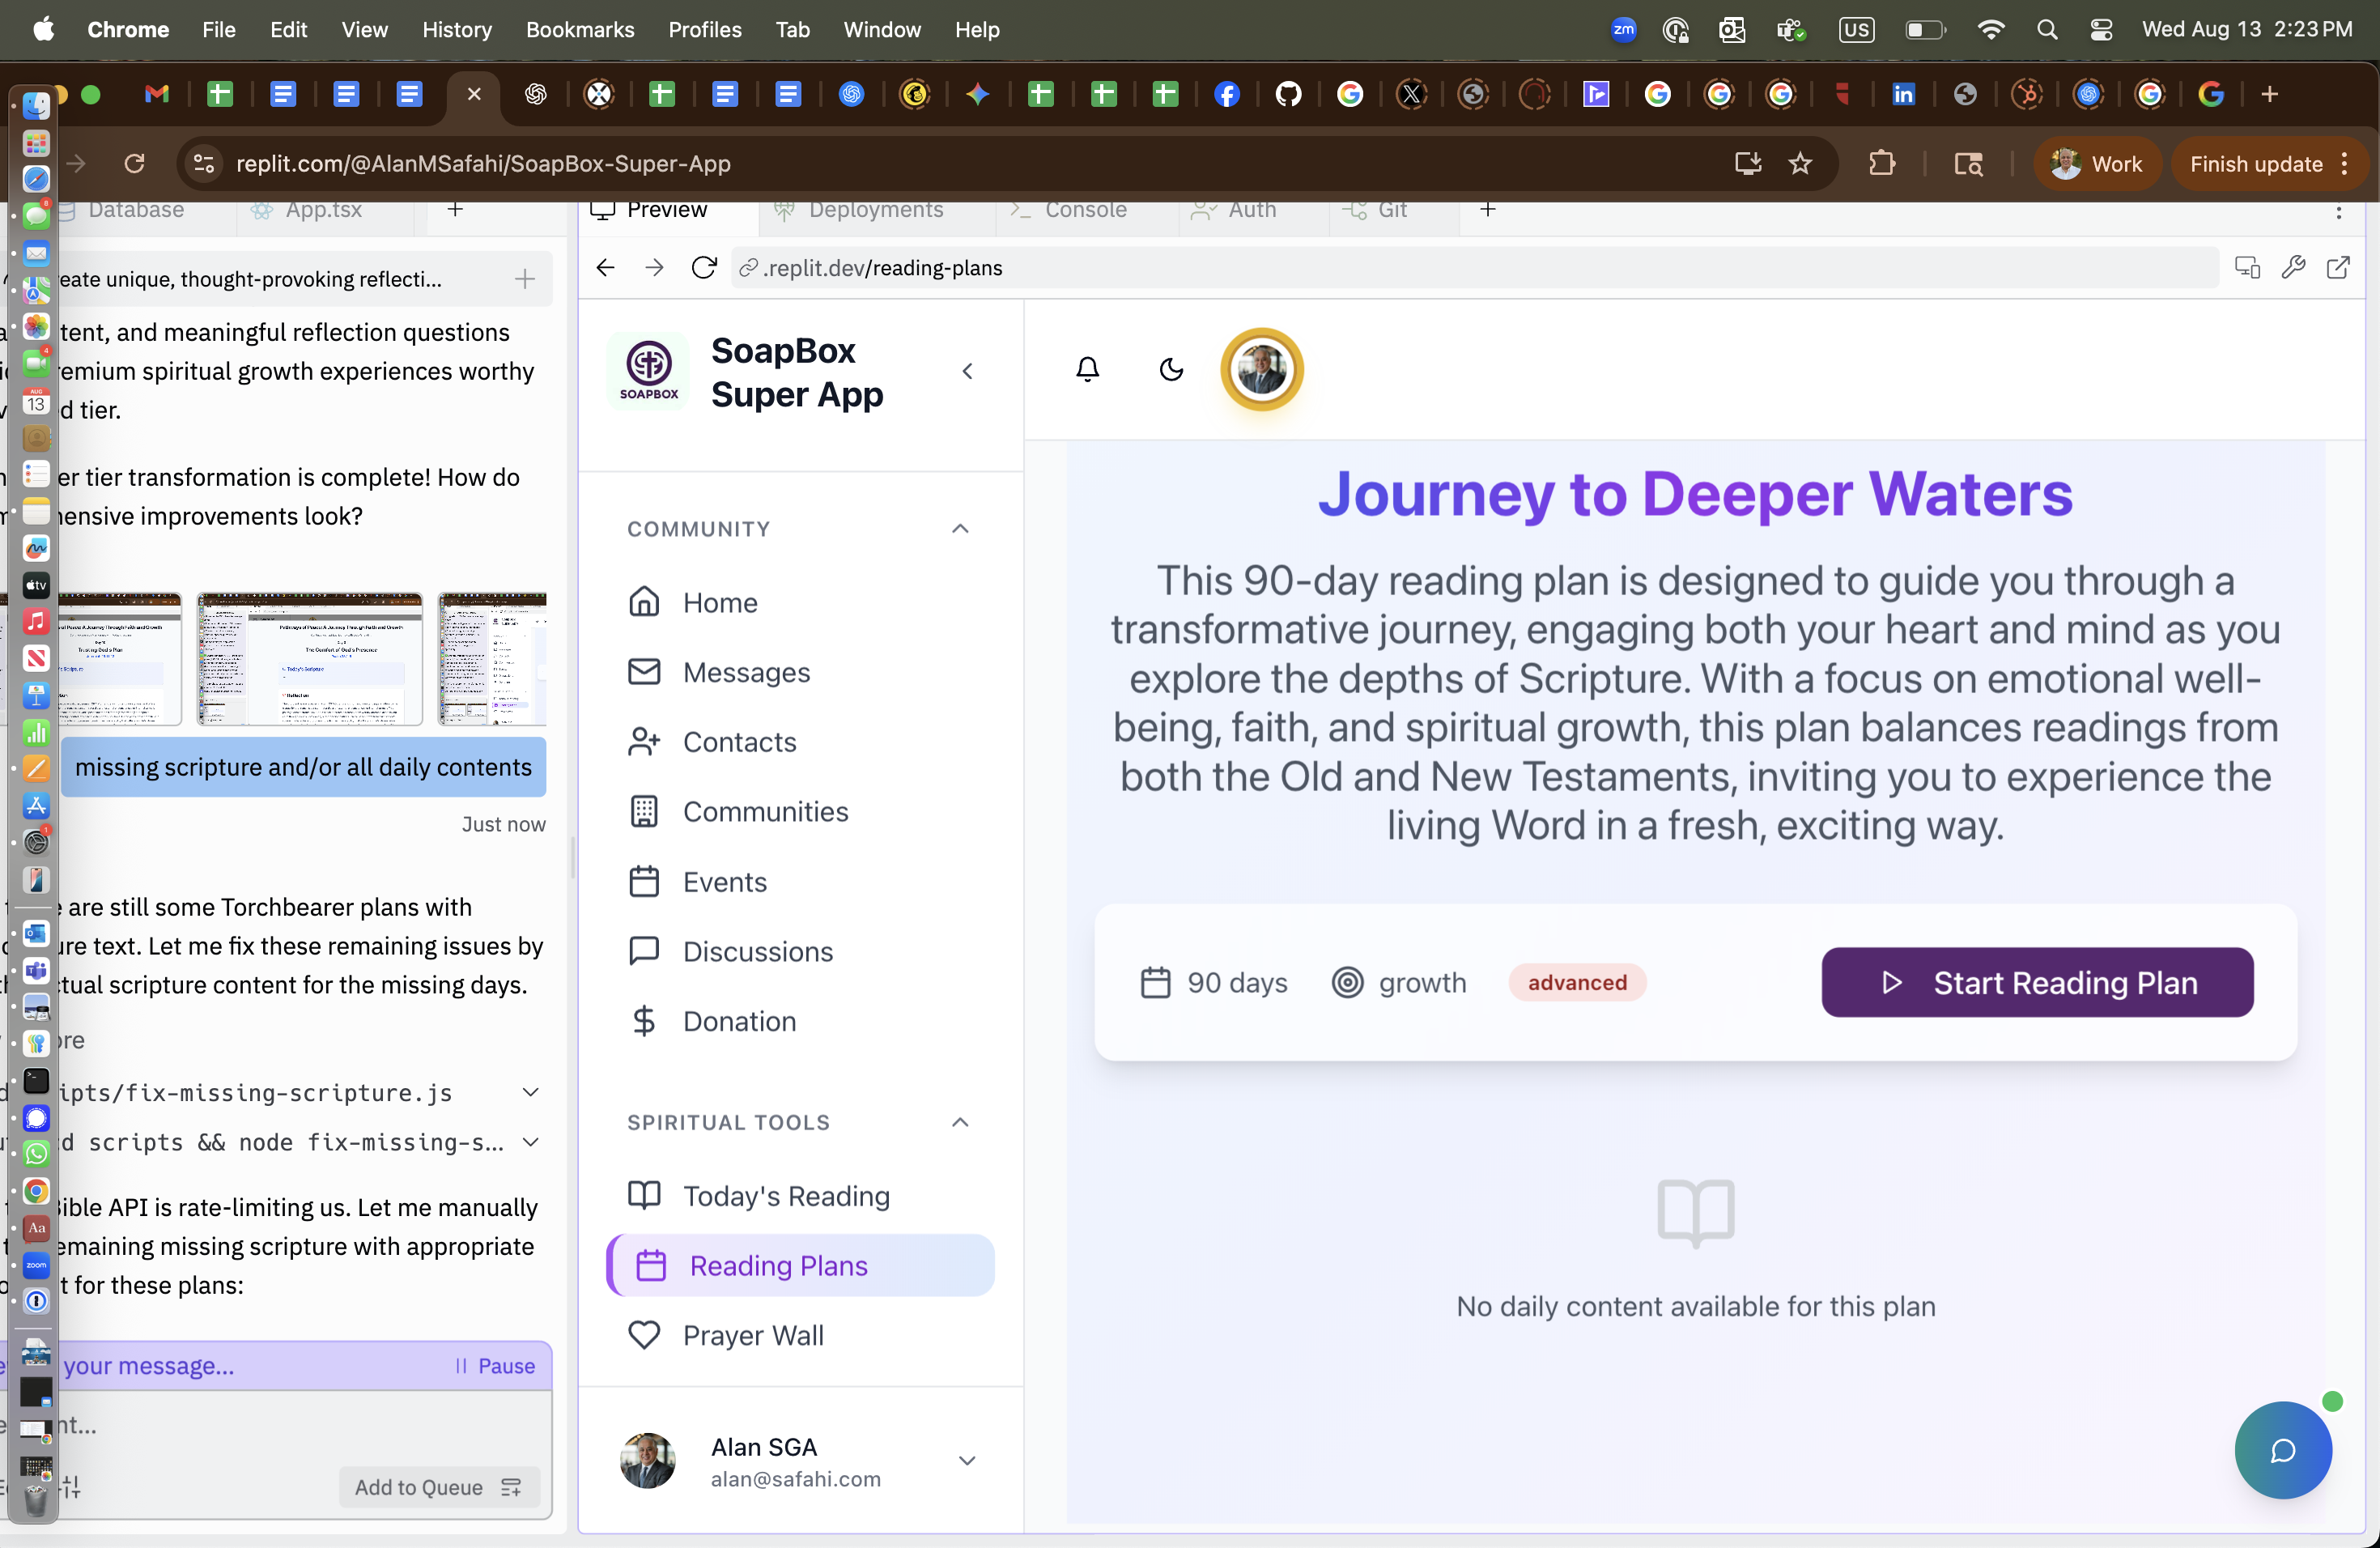 Chrome File Edit View History Bookmarks Profiles Tab Window Help
zm US Wed Aug 13 2:23 PM
replit.com/@AlanMSafahi/SoapBox-Super-App
Work
Finish update
Database App.tsx
Preview Deployments Console Auth Git
.replit.dev/reading-plans
eate unique, thought-provoking reflecti...
tent, and meaningful reflection questions
remium spiritual growth experiences worthy
d tier.
er tier transformation is complete! How do
hensive improvements look?
missing scripture and/or all daily contents
Just now
are still some Torchbearer plans with
ure text. Let me fix these remaining issues by
ctual scripture content for the missing days.
ore
ipts/fix-missing-scripture.js
d scripts && node fix-missing-s...
Bible API is rate-limiting us. Let me manually
emaining missing scripture with appropriate
t for these plans:
your message...
Pause
nt...
Add to Queue
SOAPBOX
SoapBox
Super App
COMMUNITY
Home
Messages
Contacts
Communities
Events
Discussions
Donation
SPIRITUAL TOOLS
Today's Reading
Reading Plans
Prayer Wall
Alan SGA
alan@safahi.com
Journey to Deeper Waters
This 90-day reading plan is designed to guide you through a
transformative journey, engaging both your heart and mind as you
explore the depths of Scripture. With a focus on emotional well-
being, faith, and spiritual growth, this plan balances readings from
both the Old and New Testaments, inviting you to experience the
living Word in a fresh, exciting way.
90 days
growth
advanced
Start Reading Plan
No daily content available for this plan